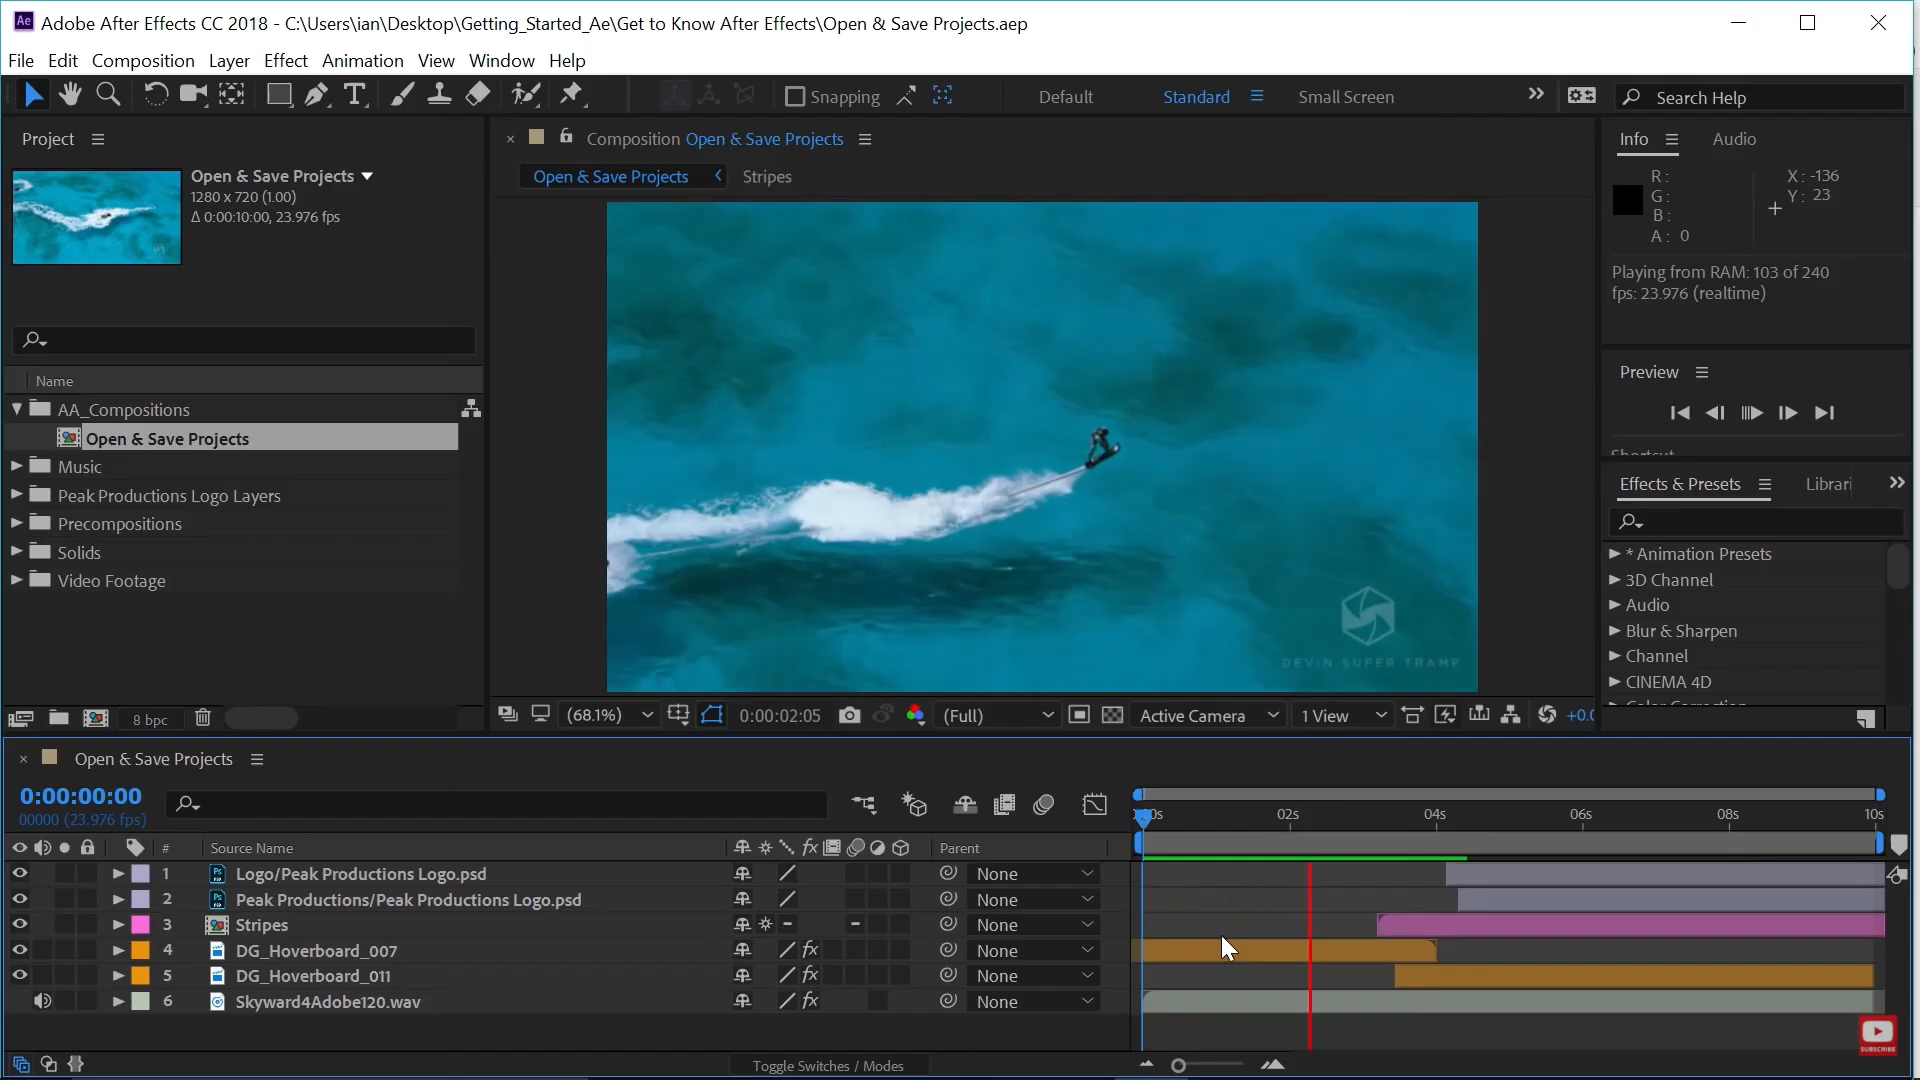 Adobe After Effects CC 2018 - C:\Users\ian\Desktop\Getting_Started_Ae\Get to Know After Effects\Open & Save Projects.aep
File Edit Composition Layer Effect Animation View Window Help
Snapping Default Standard Small Screen Search Help
Project
Open & Save Projects
1280 x 720 (1.00)
Δ 0:00:10:00, 23.976 fps
Name
AA_Compositions
Open & Save Projects
Music
Peak Productions Logo Layers
Precompositions
Solids
Video Footage
8 bpc
Composition Open & Save Projects
Open & Save Projects Stripes
DEVIN SUPER TRAMP
(68.1%) 0:00:02:05 (Full) Active Camera 1 View +0.0
Info Audio
R :
G :
B :
A : 0
X : -136
Y : 23
Playing from RAM: 103 of 240
fps: 23.976 (realtime)
Preview
Shortcut
Effects & Presets Librari
* Animation Presets
3D Channel
Audio
Blur & Sharpen
Channel
CINEMA 4D
Color Correction
Open & Save Projects
0:00:00:00
00000 (23.976 fps)
02s 04s 06s 08s 10s
# Source Name Parent
1 Logo/Peak Productions Logo.psd None
2 Peak Productions/Peak Productions Logo.psd None
3 Stripes None
4 DG_Hoverboard_007 fx None
5 DG_Hoverboard_011 fx None
6 Skyward4Adobe120.wav fx None
Toggle Switches / Modes
SUBSCRIBE